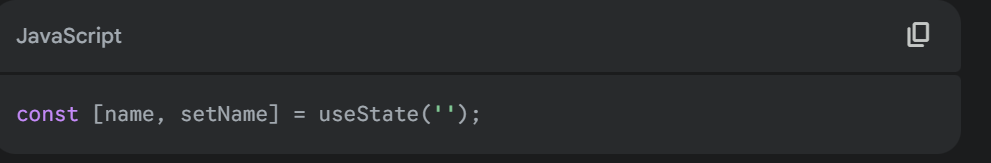 JavaScript
const [name, setName] = useState('');